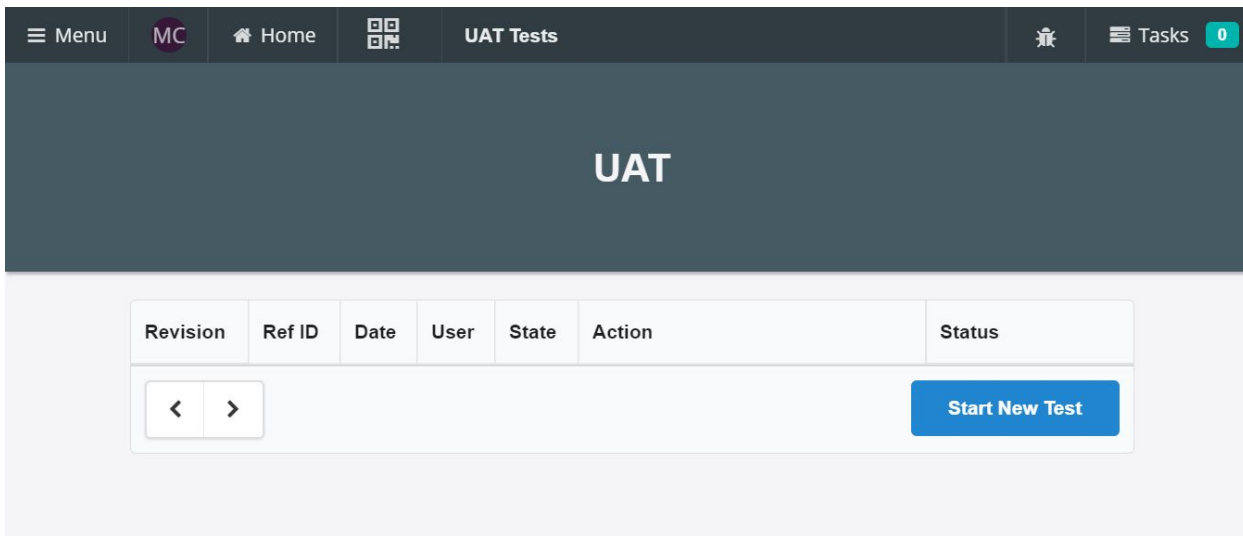 Menu MC Home UAT Tests Tasks 0
UAT
Revision Ref ID Date User State Action Status
Start New Test